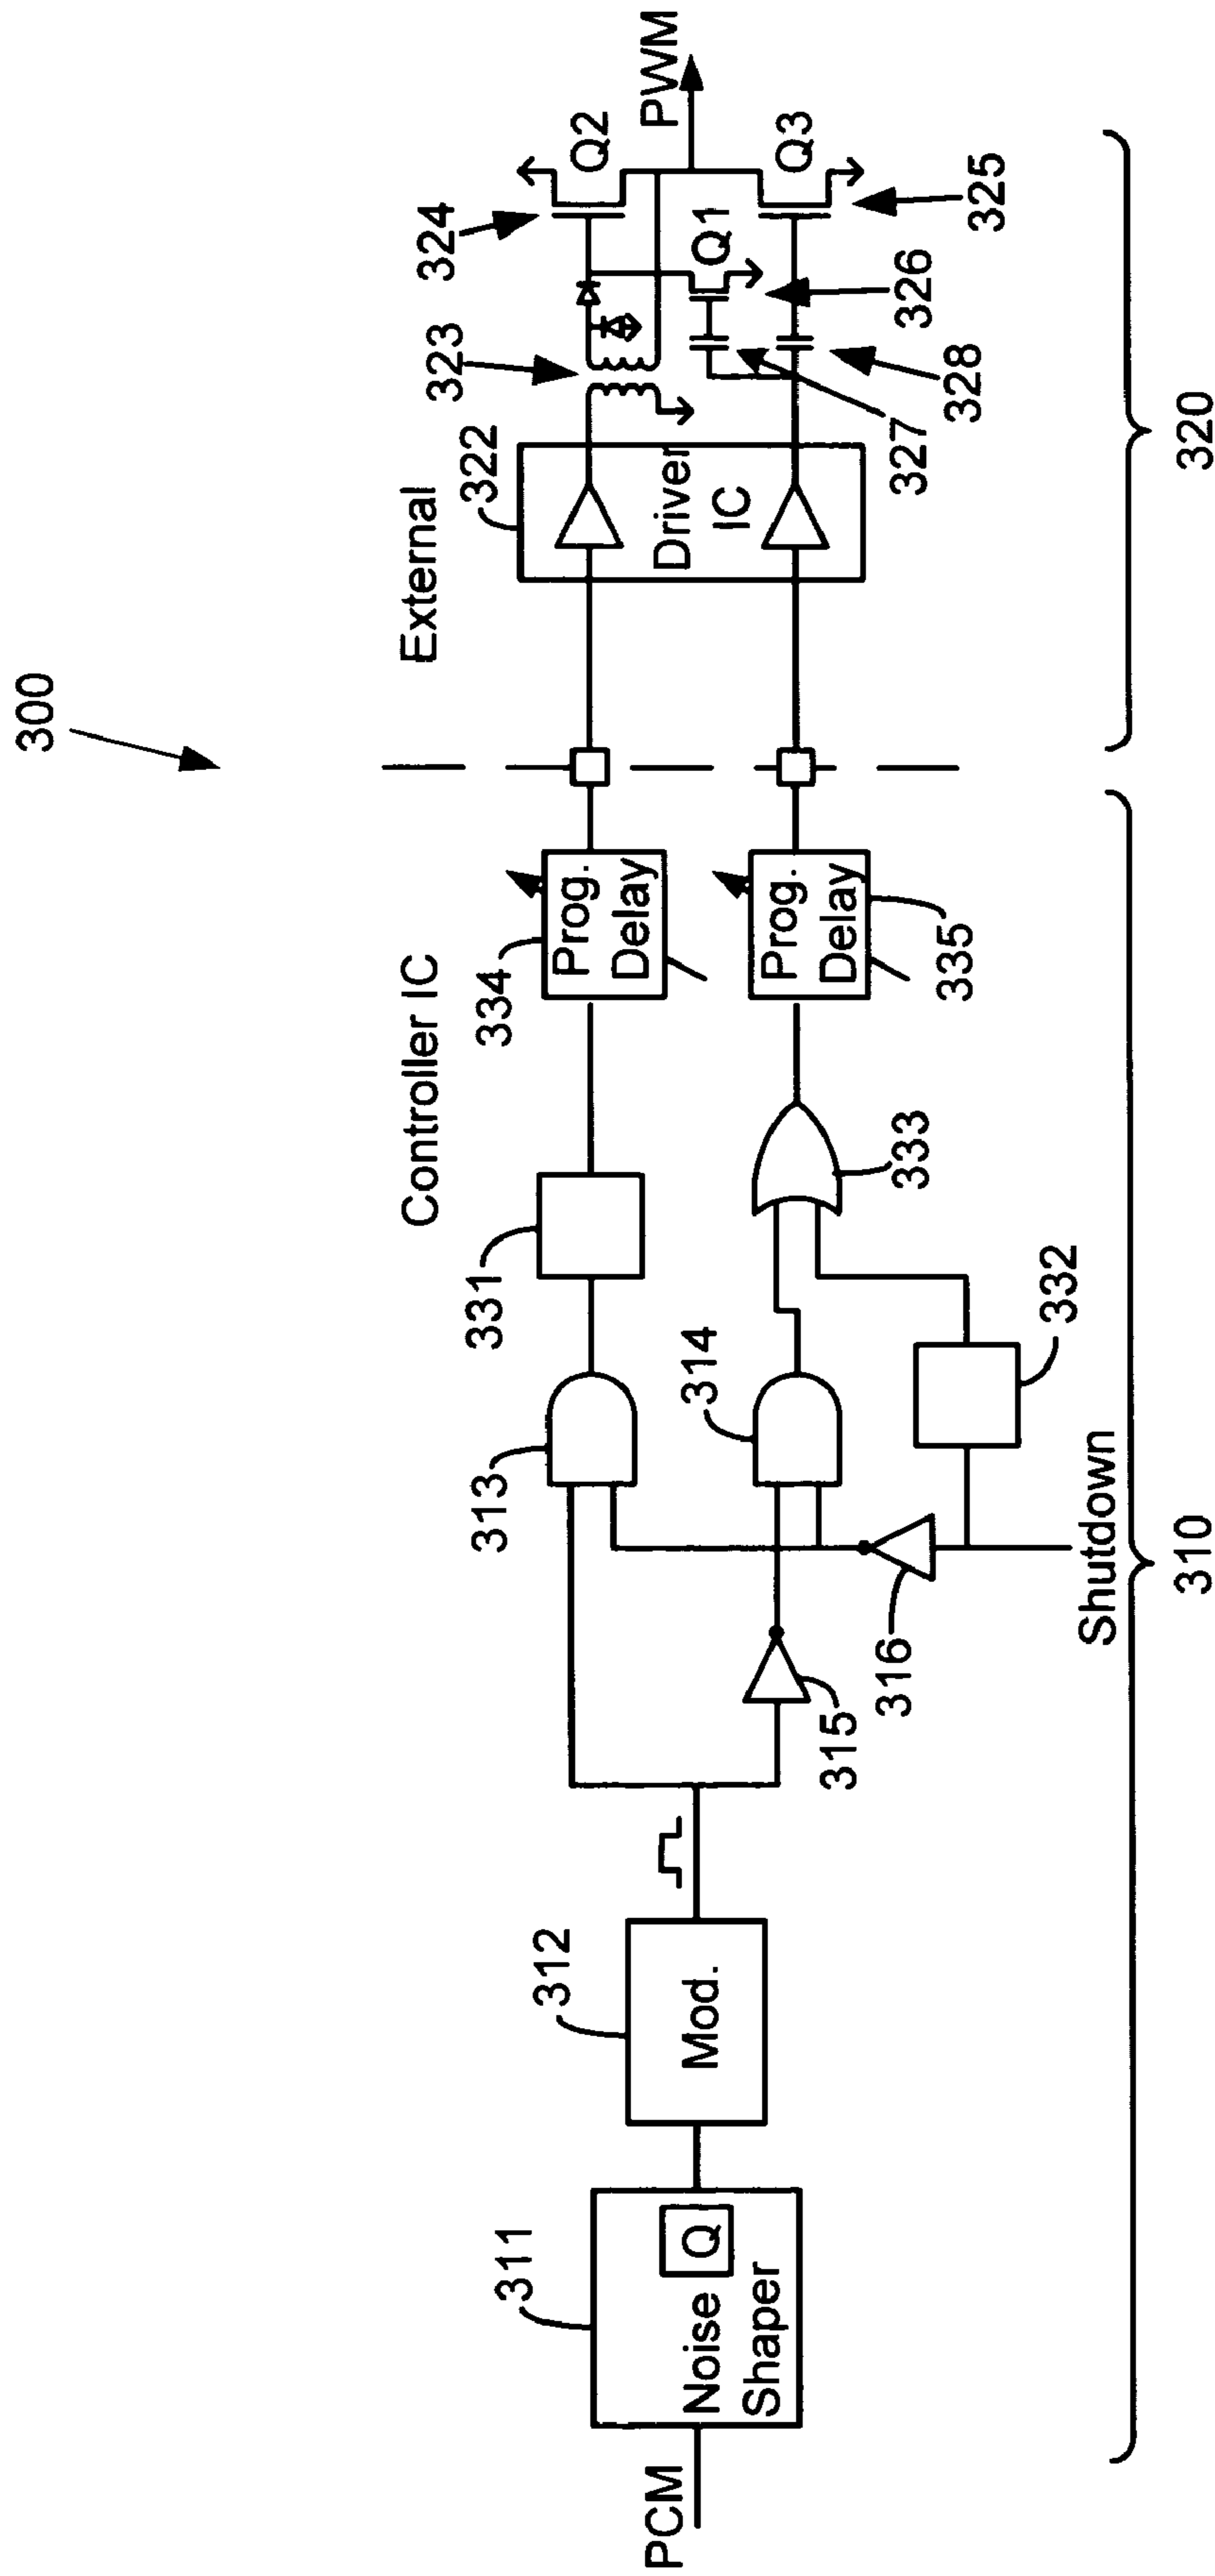 300
Controller IC
External
PCM
311
Noise
Q
Shaper
312
Mod.
313
314
315
316
Shutdown
331
332
333
334
Prog.
Delay
Prog.
Delay
335
322
Driver
IC
323
324
Q2
Q1
PWM
Q3
325
326
327
328
310
320